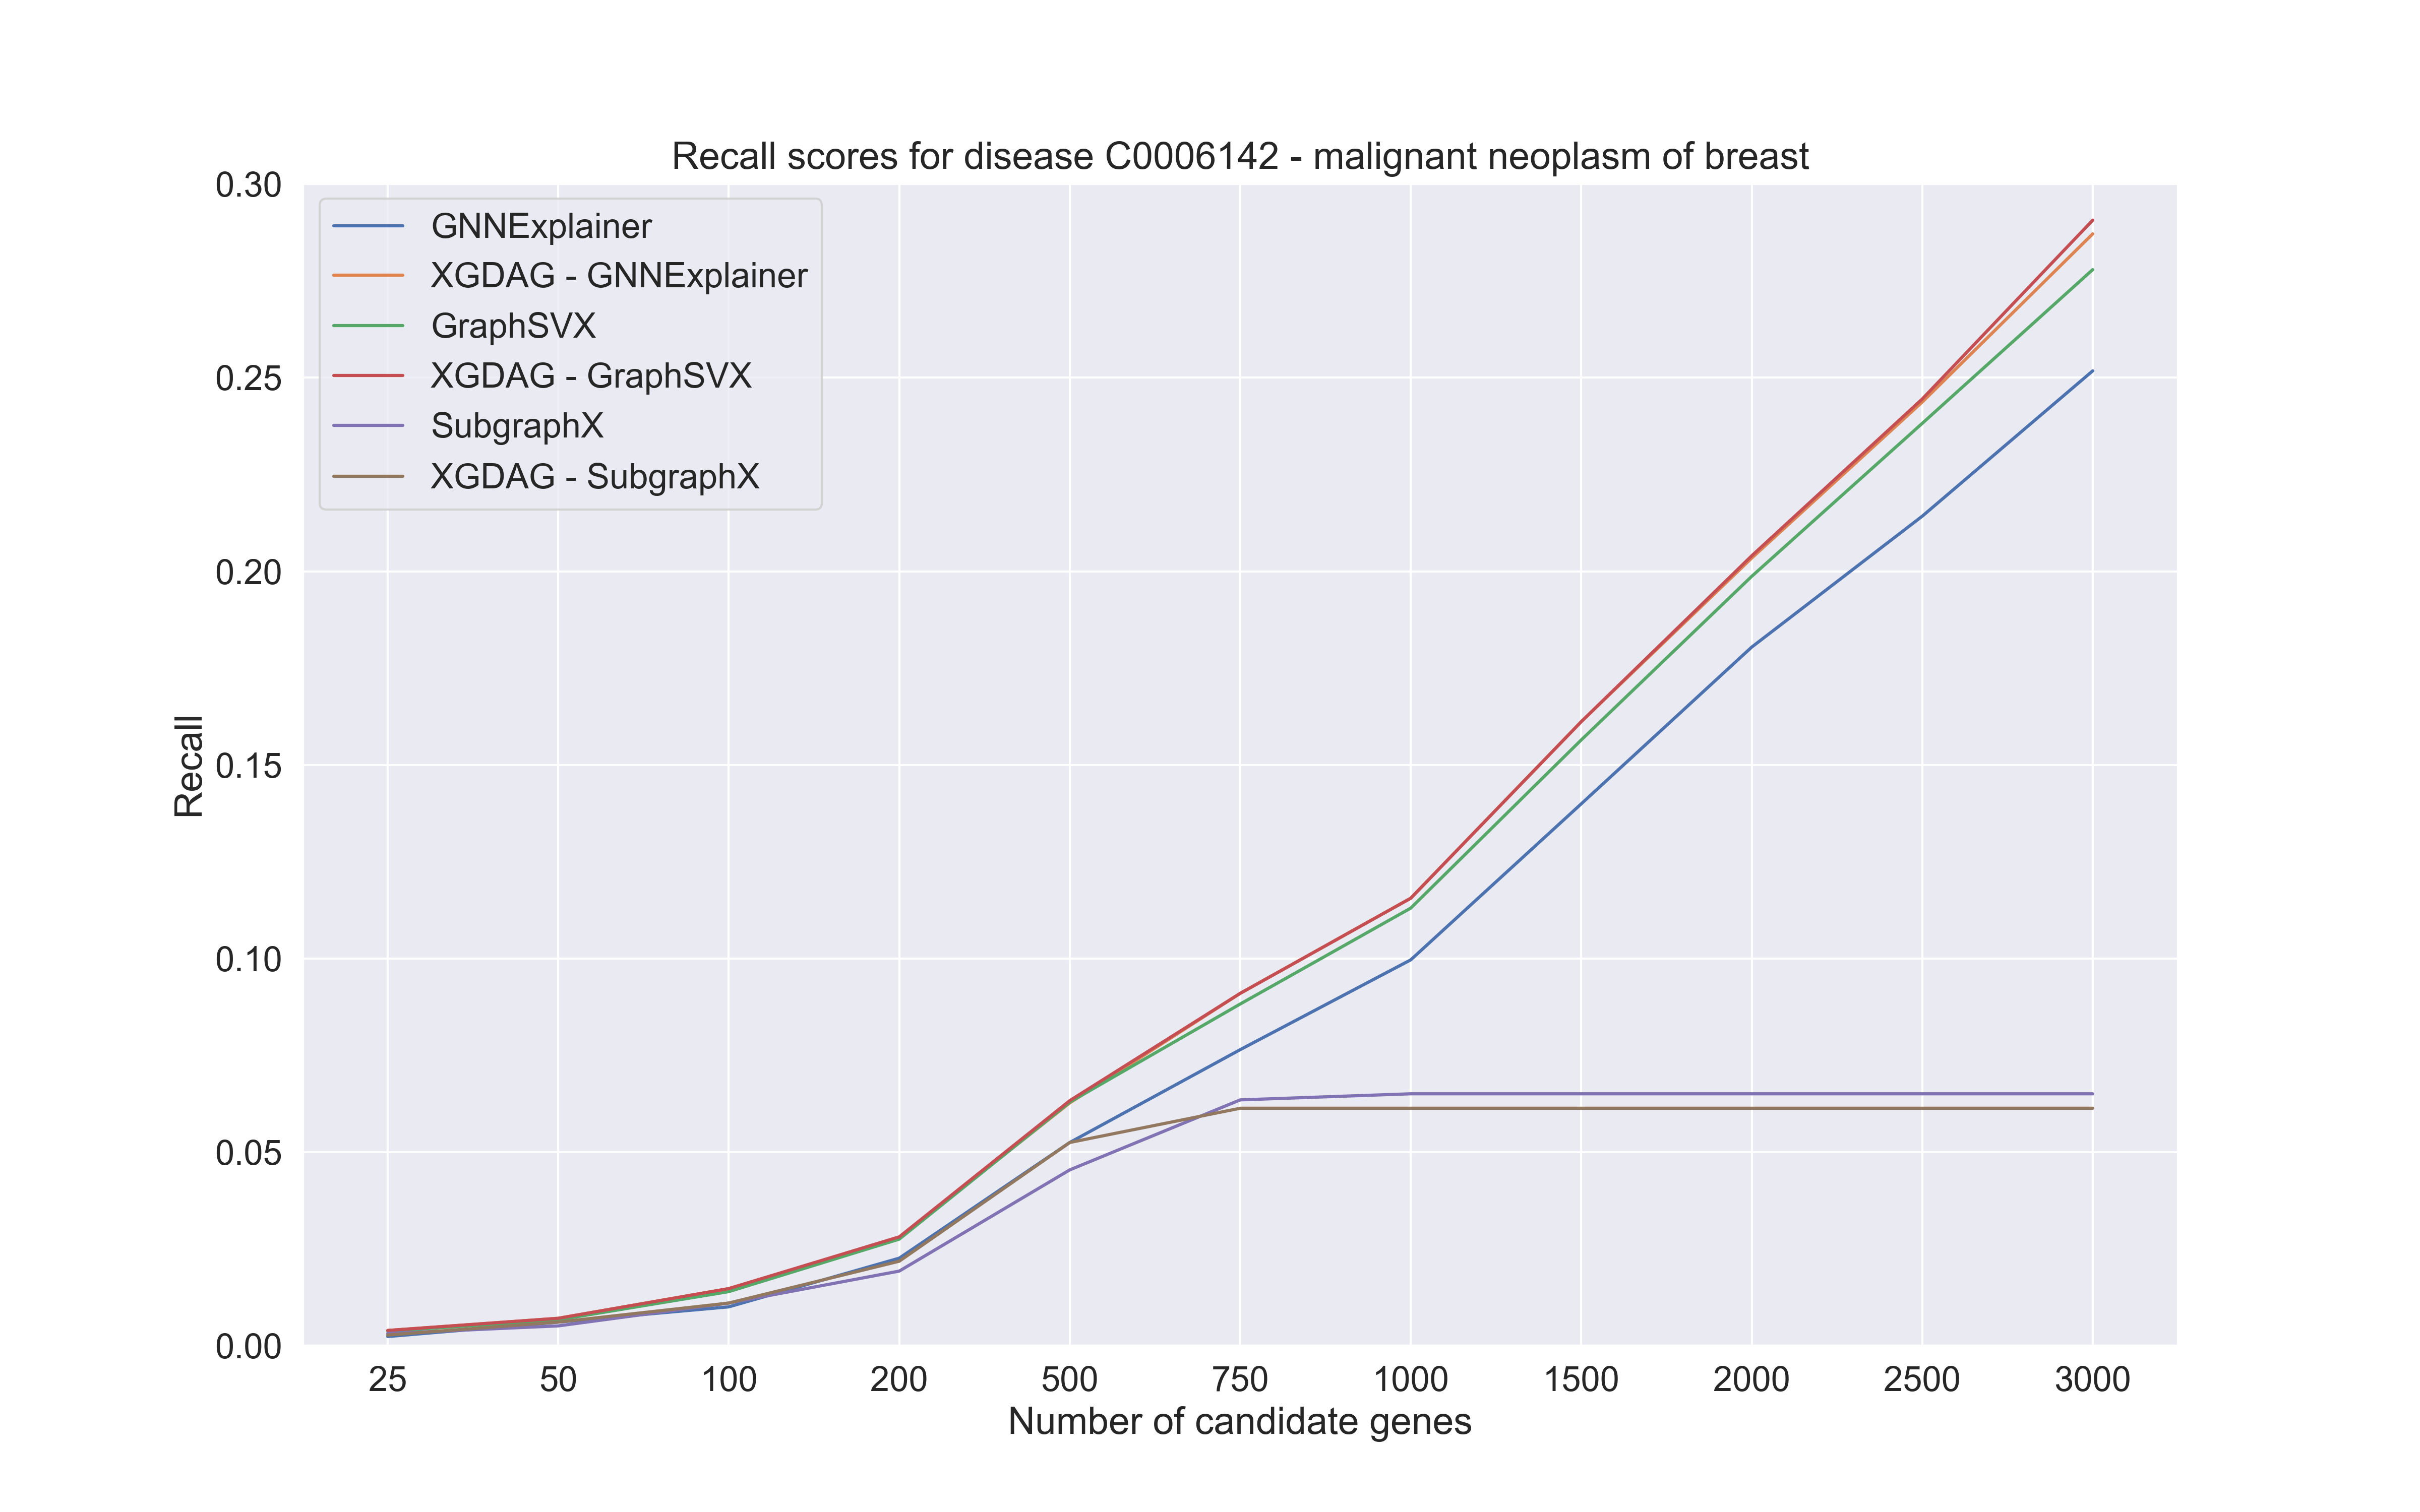 Recall scores for disease C0006142 - malignant neoplasm of breast
0.30
0.25
0.20
0.15
0.10
0.05
0.00
Recall
GNNExplainer
XGDAG - GNNExplainer
GraphSVX
XGDAG - GraphSVX
SubgraphX
XGDAG - SubgraphX
25 50 100 200 500 750 1000 1500 2000 2500 3000
Number of candidate genes